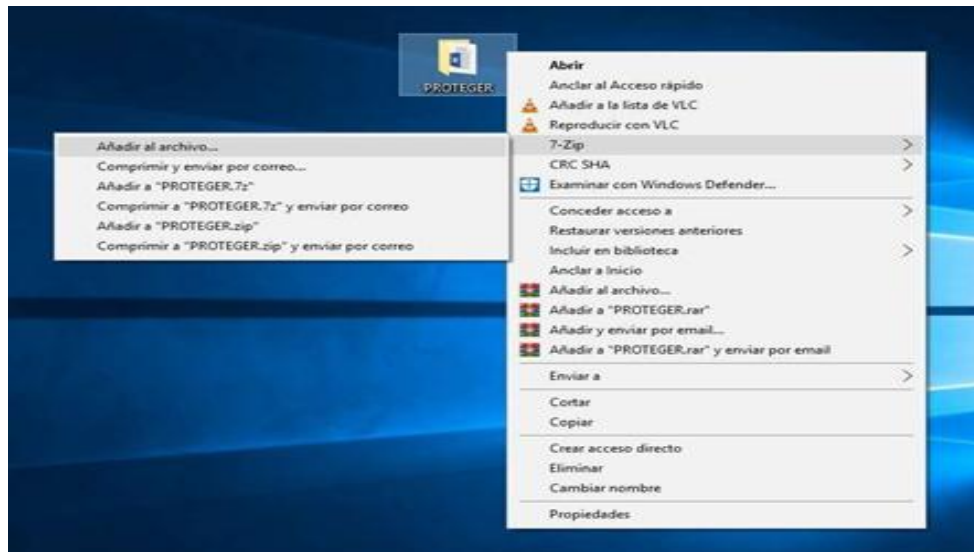 PROTEGER
Abrir
Anclar al Acceso rápido
Añadir a la lista de VLC
Reproducir con VLC
7-Zip
CRC SHA
Examinar con Windows Defender...
Conceder acceso a
Restaurar versiones anteriores
Incluir en biblioteca
Anclar a Inicio
Añadir al archivo...
Añadir a "PROTEGER.rar"
Añadir y enviar por email...
Añadir a "PROTEGER.rar" y enviar por email
Enviar a
Cortar
Copiar
Crear acceso directo
Eliminar
Cambiar nombre
Propiedades
Añadir al archivo...
Comprimir y enviar por correo...
Añadir a "PROTEGER.7z"
Comprimir a "PROTEGER.7z" y enviar por correo
Añadir a "PROTEGER.zip"
Comprimir a "PROTEGER.zip" y enviar por correo